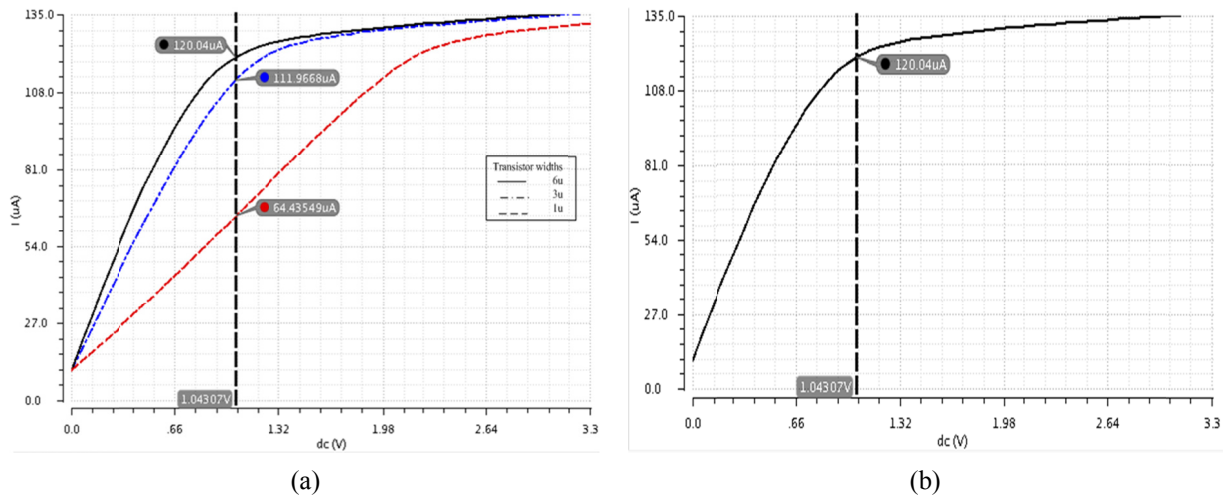 135.0
120.04uA
111.9668uA
108.0
81.0
I (uA)
Transistor widths
6u
3u
1u
64.43549uA
54.0
27.0
1.04307V
0.0
0.0 .66 1.32 1.98 2.64 3.3
dc (V)
(a)
135.0
120.04uA
108.0
81.0
I (uA)
54.0
27.0
1.04307V
0.0
0.0 .66 1.32 1.98 2.64 3.3
dc (V)
(b)